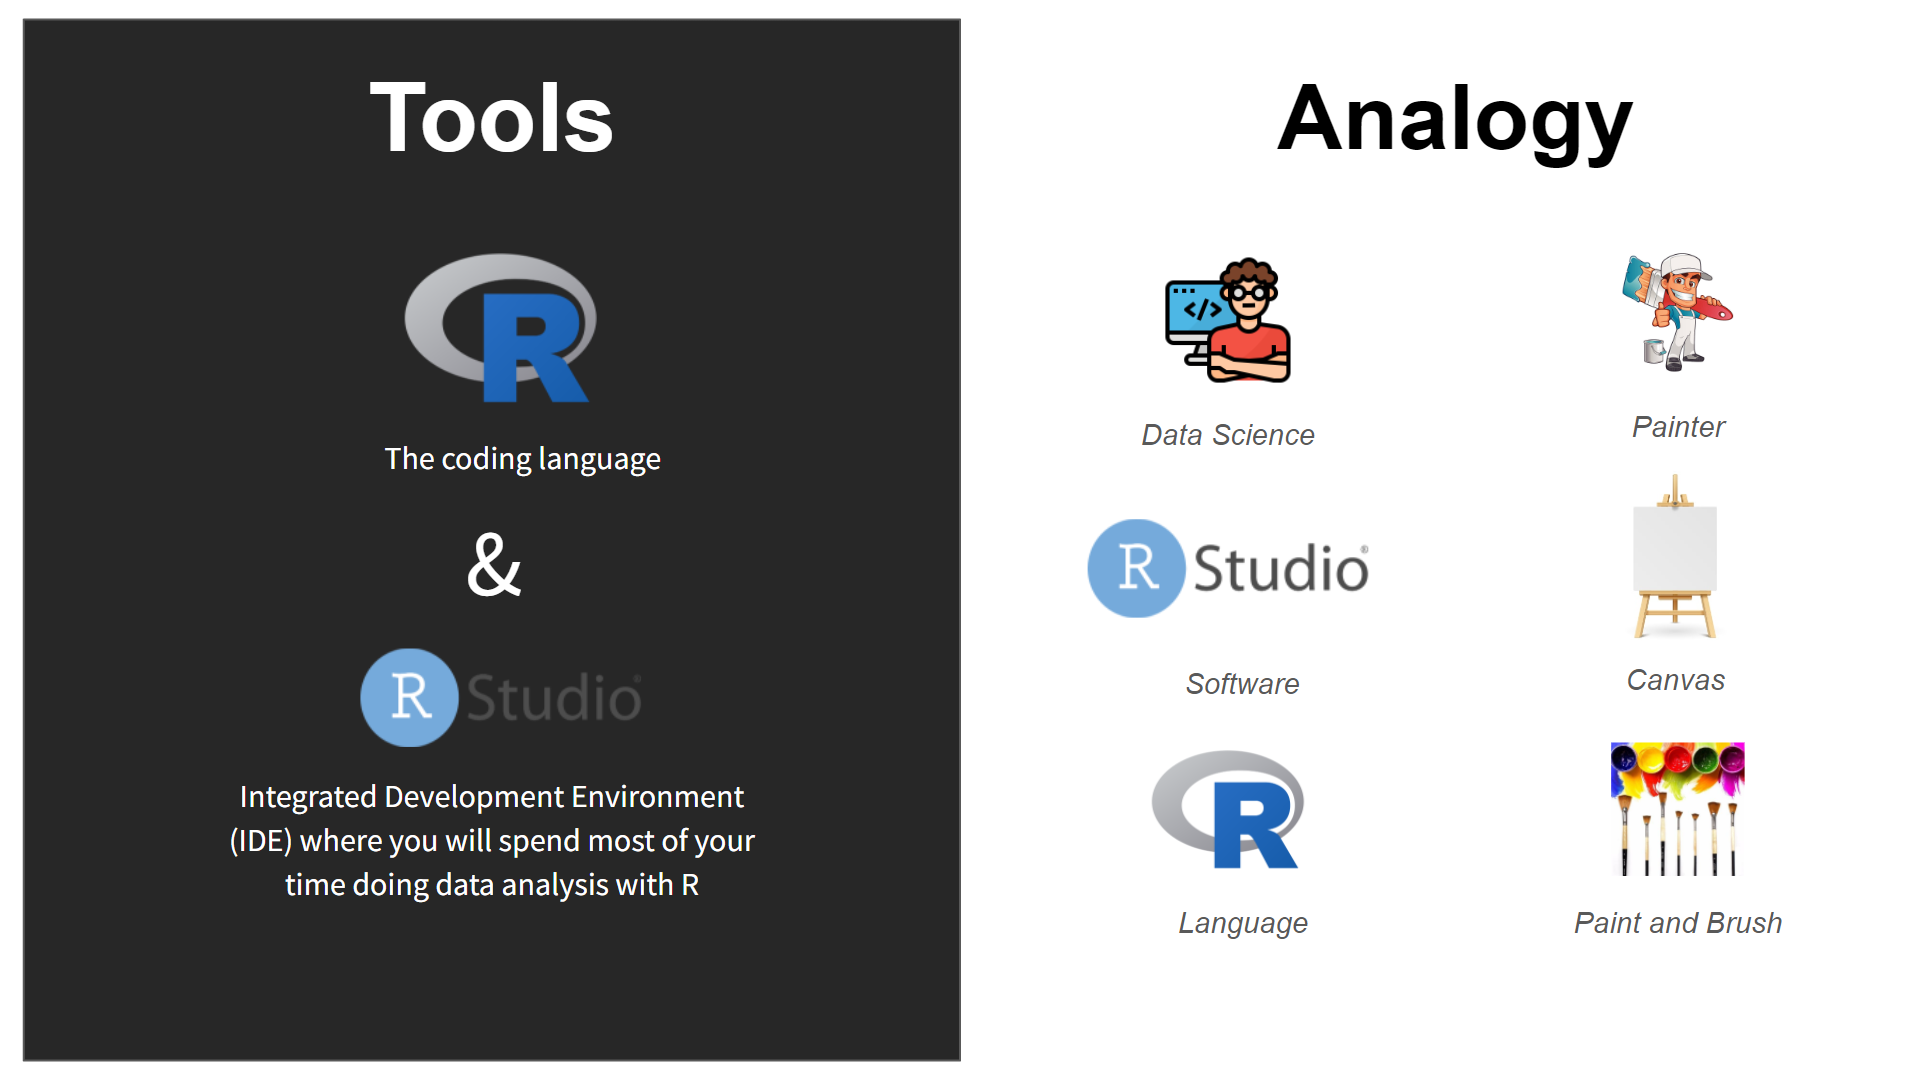 Tools
R
The coding language
&
R Studio®
Integrated Development Environment
(IDE) where you will spend most of your
time doing data analysis with R
Analogy
</>
Data Science
Painter
R Studio®
Software
Canvas
R
Language
Paint and Brush